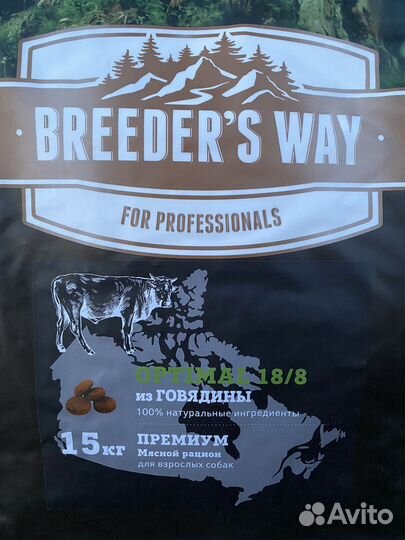 BREEDER'S WAY
FOR PROFESSIONALS
OPTIMAL 18/8
из ГОВЯДИНЫ
100% натуральные ингредиенты
15кг
ПРЕМИУМ
Мясной рацион
для взрослых собак
Avito